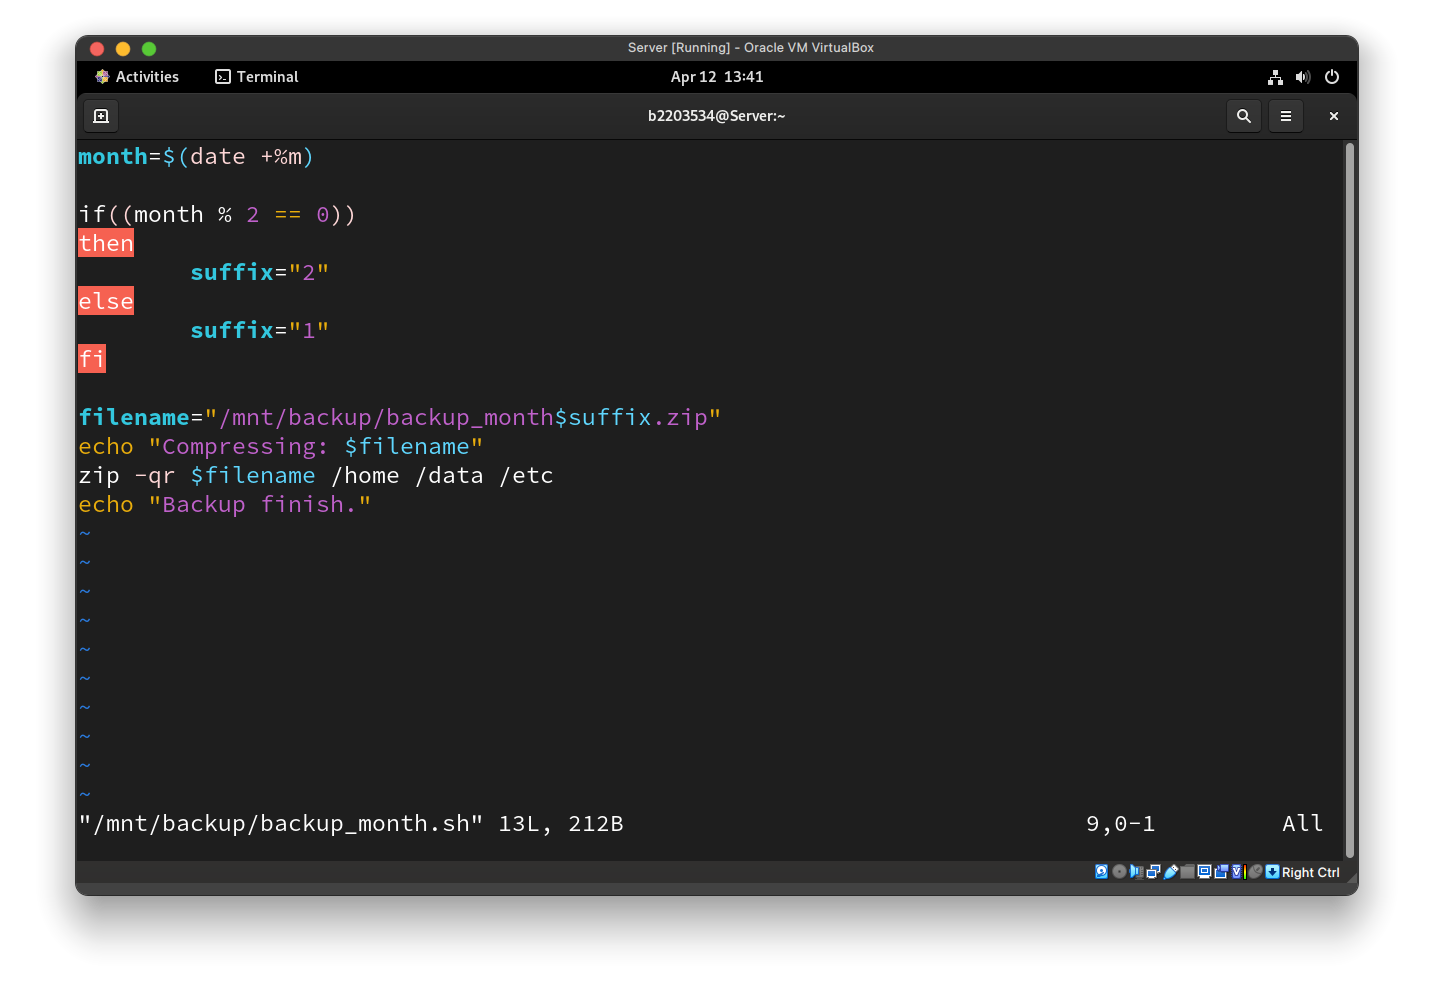 Server [Running] - Oracle VM VirtualBox
Activities Terminal Apr 12 13:41
b2203534@Server:~
month=$(date +%m)
if((month % 2 == 0))
then
suffix="2"
else
suffix="1"
fi
filename="/mnt/backup/backup_month$suffix.zip"
echo "Compressing: $filename"
zip -qr $filename /home /data /etc
echo "Backup finish."
~
~
~
~
~
~
~
~
~
~
"/mnt/backup/backup_month.sh" 13L, 212B 9,0-1 All
Right Ctrl